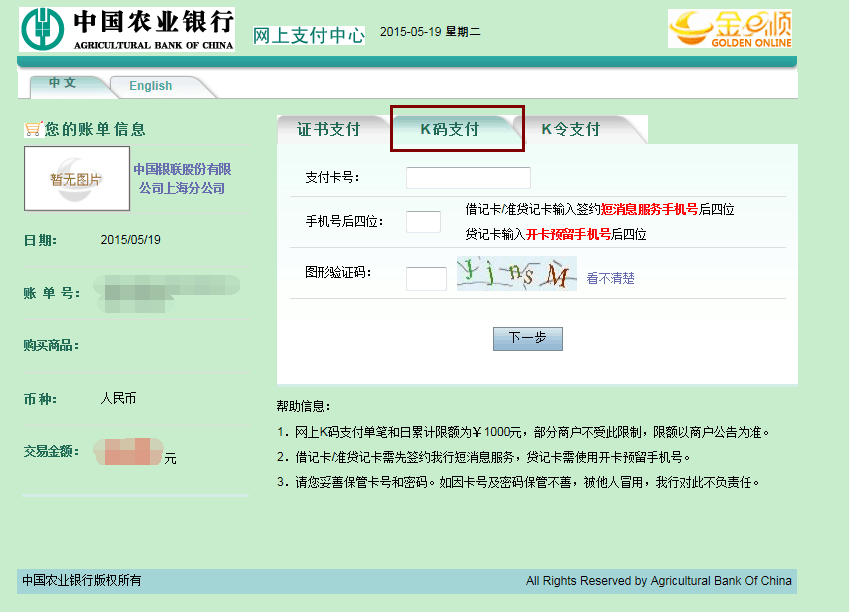 中国农业银行
AGRICULTURAL BANK OF CHINA
网上支付中心
2015-05-19 星期二
金e顺
GOLDEN ONLINE
中文
English
您的账单信息
暂无图片
中国银联股份有限
公司上海分公司
日期：
2015/05/19
账 单 号：
购买商品：
币种：
人民币
交易金额：
元
证书支付
K码支付
K令支付
支付卡号：
手机号后四位：
借记卡/准贷记卡输入签约短消息服务手机号后四位
贷记卡输入开卡预留手机号后四位
图形验证码：
看不清楚
下一步
帮助信息：
1．网上K码支付单笔和日累计限额为￥1000元，部分商户不受此限制，限额以商户公告为准。
2．借记卡/准贷记卡需先签约我行短消息服务，贷记卡需使用开卡预留手机号。
3．请您妥善保管卡号和密码。如因卡号及密码保管不善，被他人冒用，我行对此不负责任。
中国农业银行版权所有
All Rights Reserved by Agricultural Bank Of China